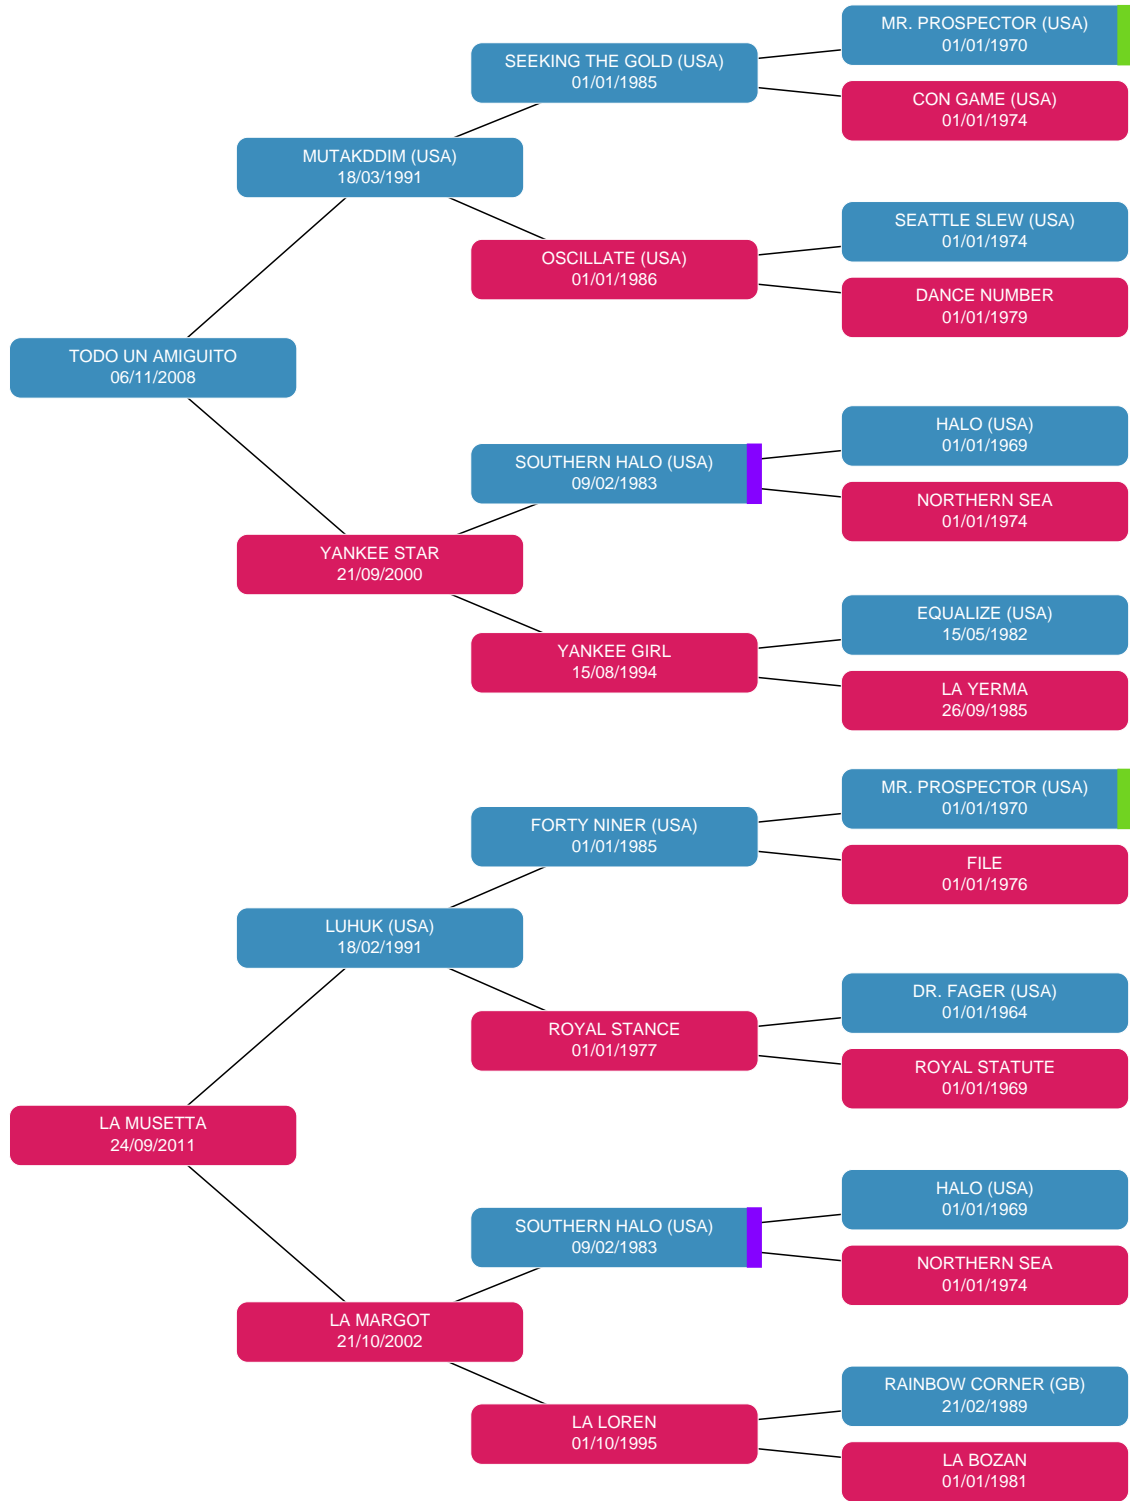 MR. PROSPECTOR (USA)
01/01/1970
SEEKING THE GOLD (USA)
01/01/1985
CON GAME (USA)
01/01/1974
MUTAKDDIM (USA)
18/03/1991
SEATTLE SLEW (USA)
01/01/1974
OSCILLATE (USA)
01/01/1986
DANCE NUMBER
01/01/1979
TODO UN AMIGUITO
06/11/2008
HALO (USA)
01/01/1969
SOUTHERN HALO (USA)
09/02/1983
NORTHERN SEA
01/01/1974
YANKEE STAR
21/09/2000
EQUALIZE (USA)
15/05/1982
YANKEE GIRL
15/08/1994
LA YERMA
26/09/1985
MR. PROSPECTOR (USA)
01/01/1970
FORTY NINER (USA)
01/01/1985
FILE
01/01/1976
LUHUK (USA)
18/02/1991
DR. FAGER (USA)
01/01/1964
ROYAL STANCE
01/01/1977
ROYAL STATUTE
01/01/1969
LA MUSETTA
24/09/2011
HALO (USA)
01/01/1969
SOUTHERN HALO (USA)
09/02/1983
NORTHERN SEA
01/01/1974
LA MARGOT
21/10/2002
RAINBOW CORNER (GB)
21/02/1989
LA LOREN
01/10/1995
LA BOZAN
01/01/1981